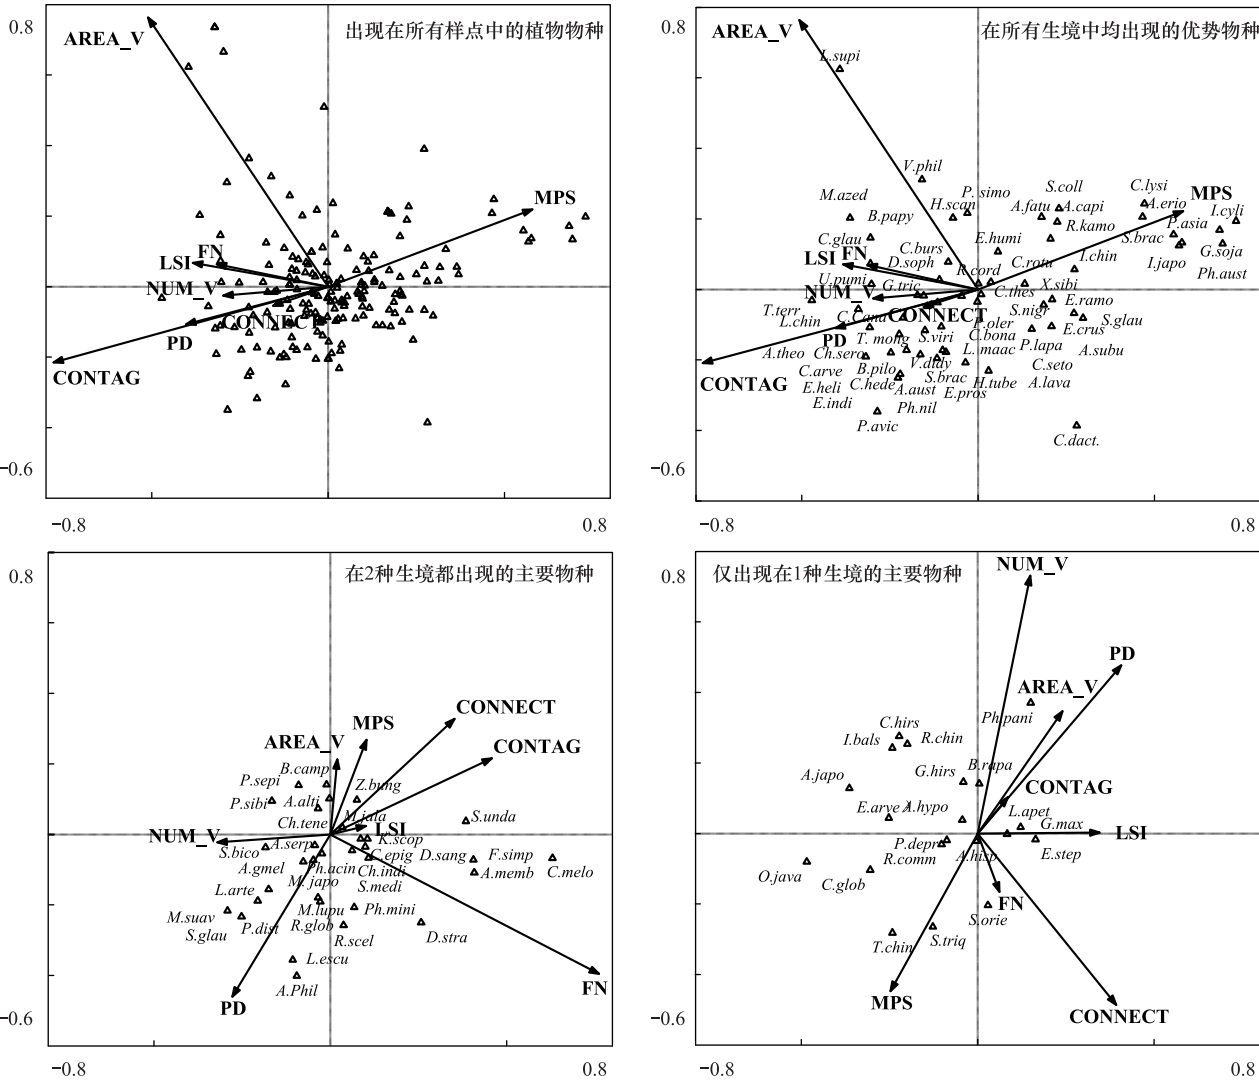 0.8
AREA_V
出现在所有样点中的植物物种
MPS
FN
LSI
NUM_V
CONNECT
PD
CONTAG
−0.6
−0.8
0.8
0.8
AREA_V
在所有生境中均出现的优势物种
L.supi
V.phil
M.azed
P.simo
S.coll
C.lysi
MPS
B.papy
H.scan
A.fatu
A.capi
A.erio
I.cyli
R.kamo
P.asia
C.glau
C.burs
E.humi
S.brac
G.soja
LSI
FN
D.soph
C.rotu
I.chin
I.japo
Ph.aust
U.pumi
R.cord
X.sibi
NUM_V
G.tric
C.thes
E.ramo
T.terr
S.nigr
L.chin
C.Cana
CONNECT
P.oler
E.crus
S.glau
PD
T. mong
S.viri
C.bona
P.lapa
A.theo
Ch.sero
L. maac
A.subu
CONTAG
C.arve
B.pilo
V.didy
C.seto
E.heli
C.hede
S.brac
H.tube
A.lava
E.indi
A.aust
E.pros
Ph.nil
P.avic
C.dact.
−0.6
−0.8
0.8
0.8
在2种生境都出现的主要物种
CONNECT
MPS
AREA_V
CONTAG
B.camp
P.sepi
Z.bung
P.sibi
A.alti
M.jala
S.unda
Ch.tene
LSI
NUM_V
K.scop
S.bico
A.serp
C.epig
D.sang
F.simp
A.gmel
Ph.acin
Ch.indi
A.memb
C.melo
L.arte
M. japo
S.medi
M.suav
M.lupu
Ph.mini
S.glau
P.dist
R.glob
D.stra
R.scel
L.escu
A.Phil
FN
PD
−0.6
−0.8
0.8
0.8
仅出现在1种生境的主要物种
NUM_V
PD
AREA_V
Ph.pani
C.hirs
I.bals
R.chin
A.japo
G.hirs
B.rapa
CONTAG
E.arve
A.hypo
L.apet
G.max
LSI
P.depr
R.comm
A.hisp
E.step
O.java
C.glob
FN
S.orie
T.chin
S.triq
MPS
CONNECT
−0.6
−0.8
0.8